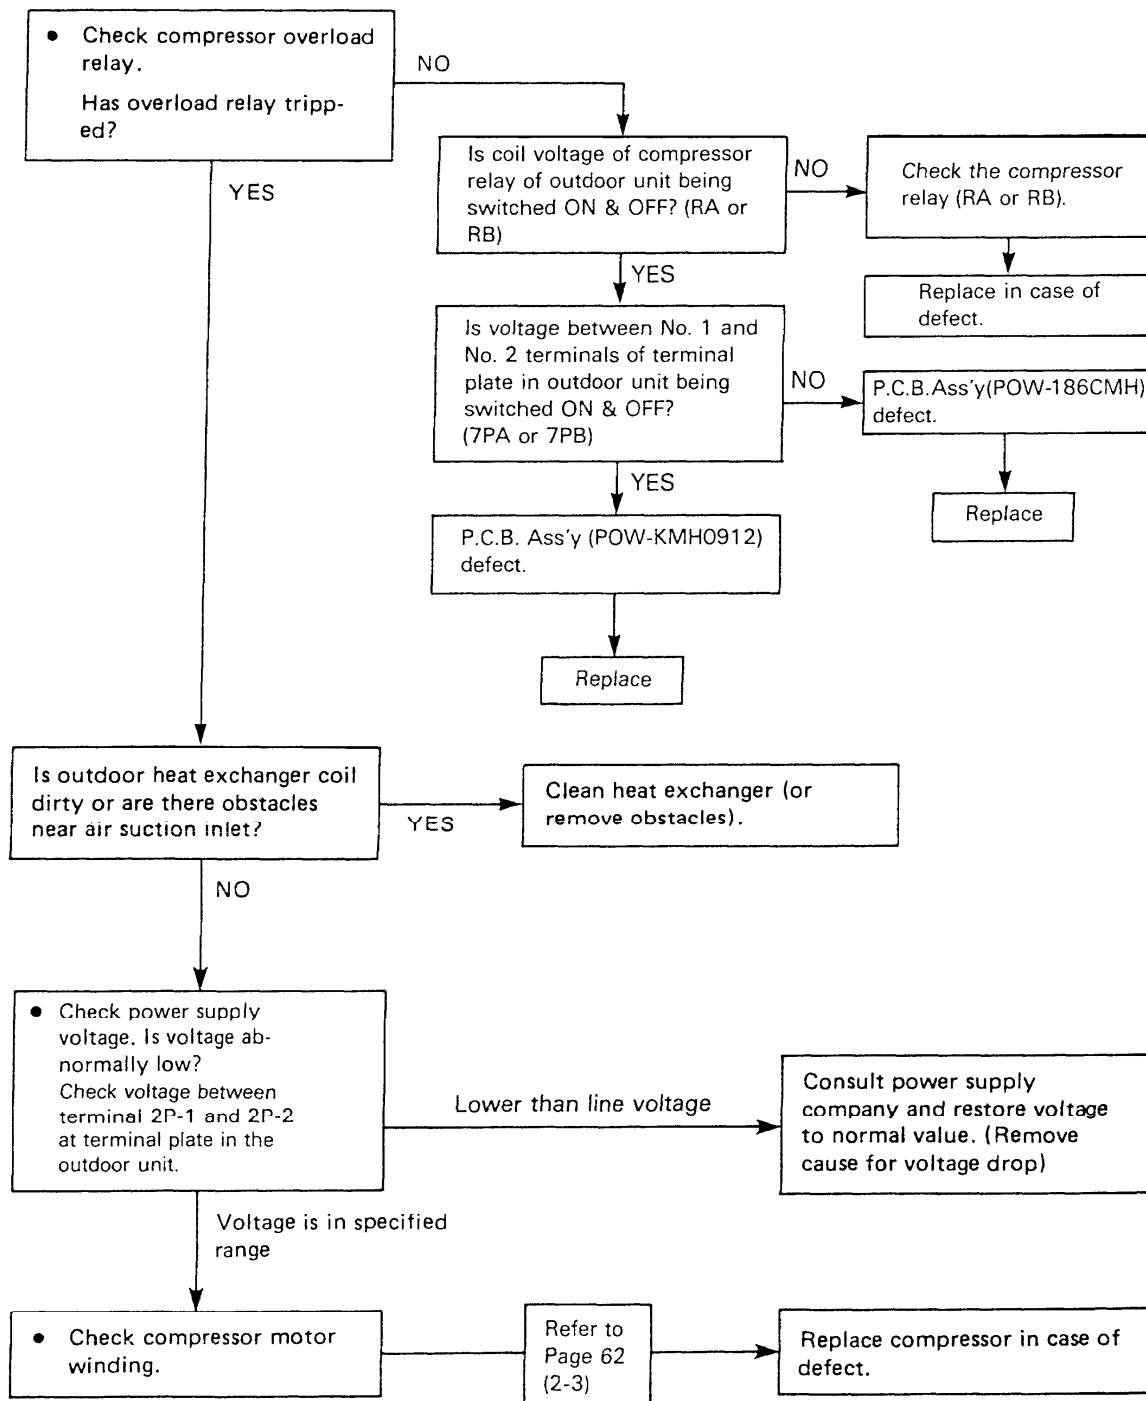 ● Check compressor overload
relay.
Has overload relay tripp-
ed?
NO
YES
Is coil voltage of compressor
relay of outdoor unit being
switched ON & OFF? (RA or
RB)
NO
Check the compressor
relay (RA or RB).
Replace in case of
defect.
YES
Is voltage between No. 1 and
No. 2 terminals of terminal
plate in outdoor unit being
switched ON & OFF?
(7PA or 7PB)
NO
P.C.B.Ass'y(POW-186CMH)
defect.
Replace
YES
P.C.B. Ass'y (POW-KMH0912)
defect.
Replace
Is outdoor heat exchanger coil
dirty or are there obstacles
near air suction inlet?
YES
Clean heat exchanger (or
remove obstacles).
NO
● Check power supply
voltage. Is voltage ab-
normally low?
Check voltage between
terminal 2P-1 and 2P-2
at terminal plate in the
outdoor unit.
Lower than line voltage
Consult power supply
company and restore voltage
to normal value. (Remove
cause for voltage drop)
Voltage is in specified
range
● Check compressor motor
winding.
Refer to
Page 62
(2-3)
Replace compressor in case of
defect.